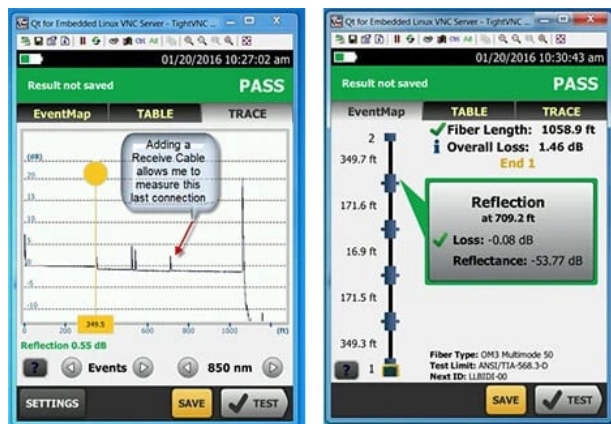 Qt for Embedded Linux VNC Server - TightVNC ...
Ctrl Alt
01/20/2016 10:27:02 am
Result not saved
PASS
EventMap
TABLE
TRACE
(dB)
20
15
10
5
0
-5
-10
Adding a
Receive Cable
allows me to
measure this
last connection
0
200
349.5
600
800
1000
(ft)
Reflection 0.55 dB
?
Events
850 nm
SETTINGS
SAVE
TEST
Qt for Embedded Linux VNC Server - TightVNC ...
Ctrl Alt
01/20/2016 10:30:43 am
Result not saved
PASS
EventMap
TABLE
TRACE
Fiber Length: 1058.9 ft
i Overall Loss: 1.46 dB
End 1
2
349.7 ft
171.6 ft
16.9 ft
171.5 ft
349.3 ft
1
Reflection
at 709.2 ft
Loss: -0.08 dB
Reflectance: -53.77 dB
Fiber Type: OM3 Multimode 50
Test Limit: ANSI/TIA-568.3-D
Next ID: LLBIDI-00
?
SAVE
TEST